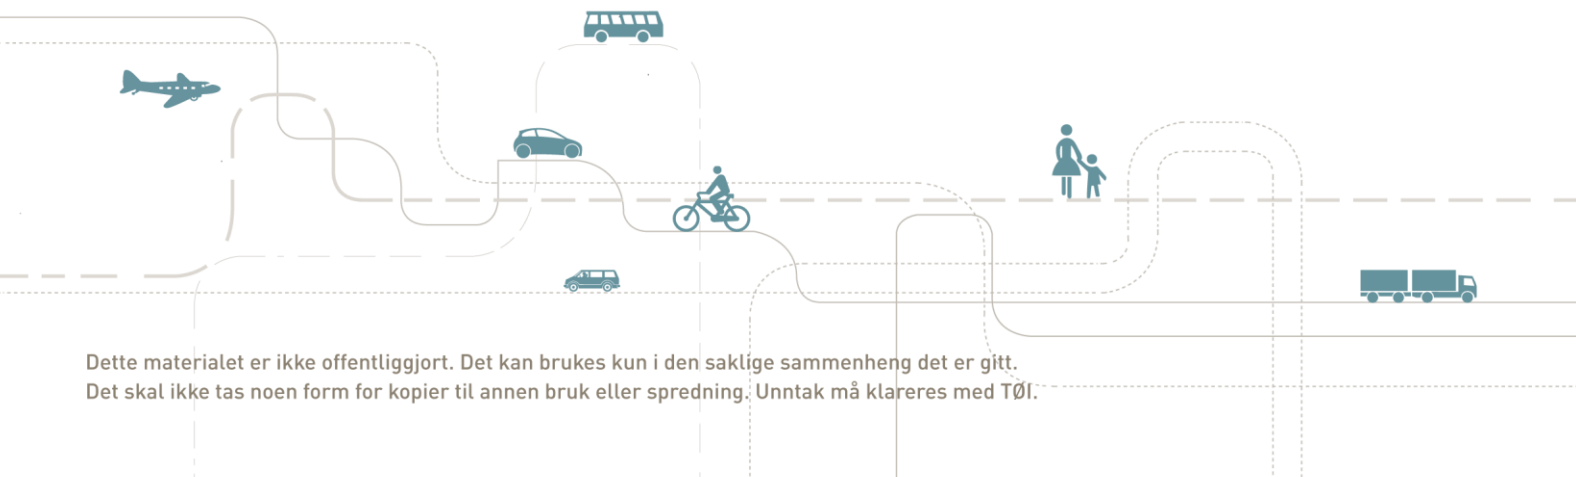 Dette materialet er ikke offentliggjort. Det kan brukes kun i den saklige sammenheng det er gitt.
Det skal ikke tas noen form for kopier til annen bruk eller spredning. Unntak må klareres med TØI.